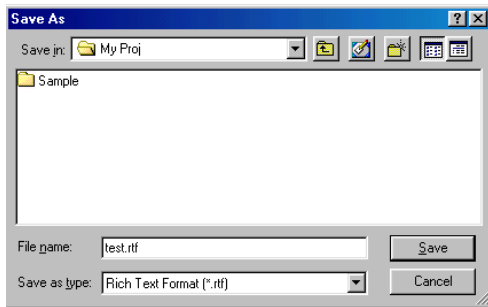 Save As
Save in: My Proj
Sample
File name: test.rtf Save
Save as type: Rich Text Format (*.rtf) Cancel